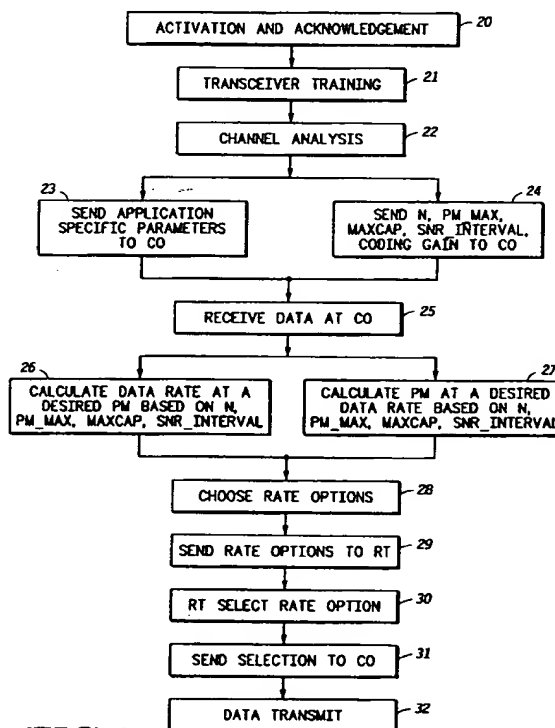 ACTIVATION AND ACKNOWLEDGEMENT
20
TRANSCEIVER TRAINING
21
CHANNEL ANALYSIS
22
23
SEND APPLICATION
SPECIFIC PARAMETERS
TO CO
24
SEND N, PM_MAX,
MAXCAP, SNR_INTERVAL,
CODING GAIN TO CO
RECEIVE DATA AT CO
25
26
CALCULATE DATA RATE AT A
DESIRED PM BASED ON N,
PM_MAX, MAXCAP, SNR_INTERVAL
27
CALCULATE PM AT A DESIRED
DATA RATE BASED ON N,
PM_MAX, MAXCAP, SNR_INTERVAL
CHOOSE RATE OPTIONS
28
SEND RATE OPTIONS TO RT
29
RT SELECT RATE OPTION
30
SEND SELECTION TO CO
31
DATA TRANSMIT
32